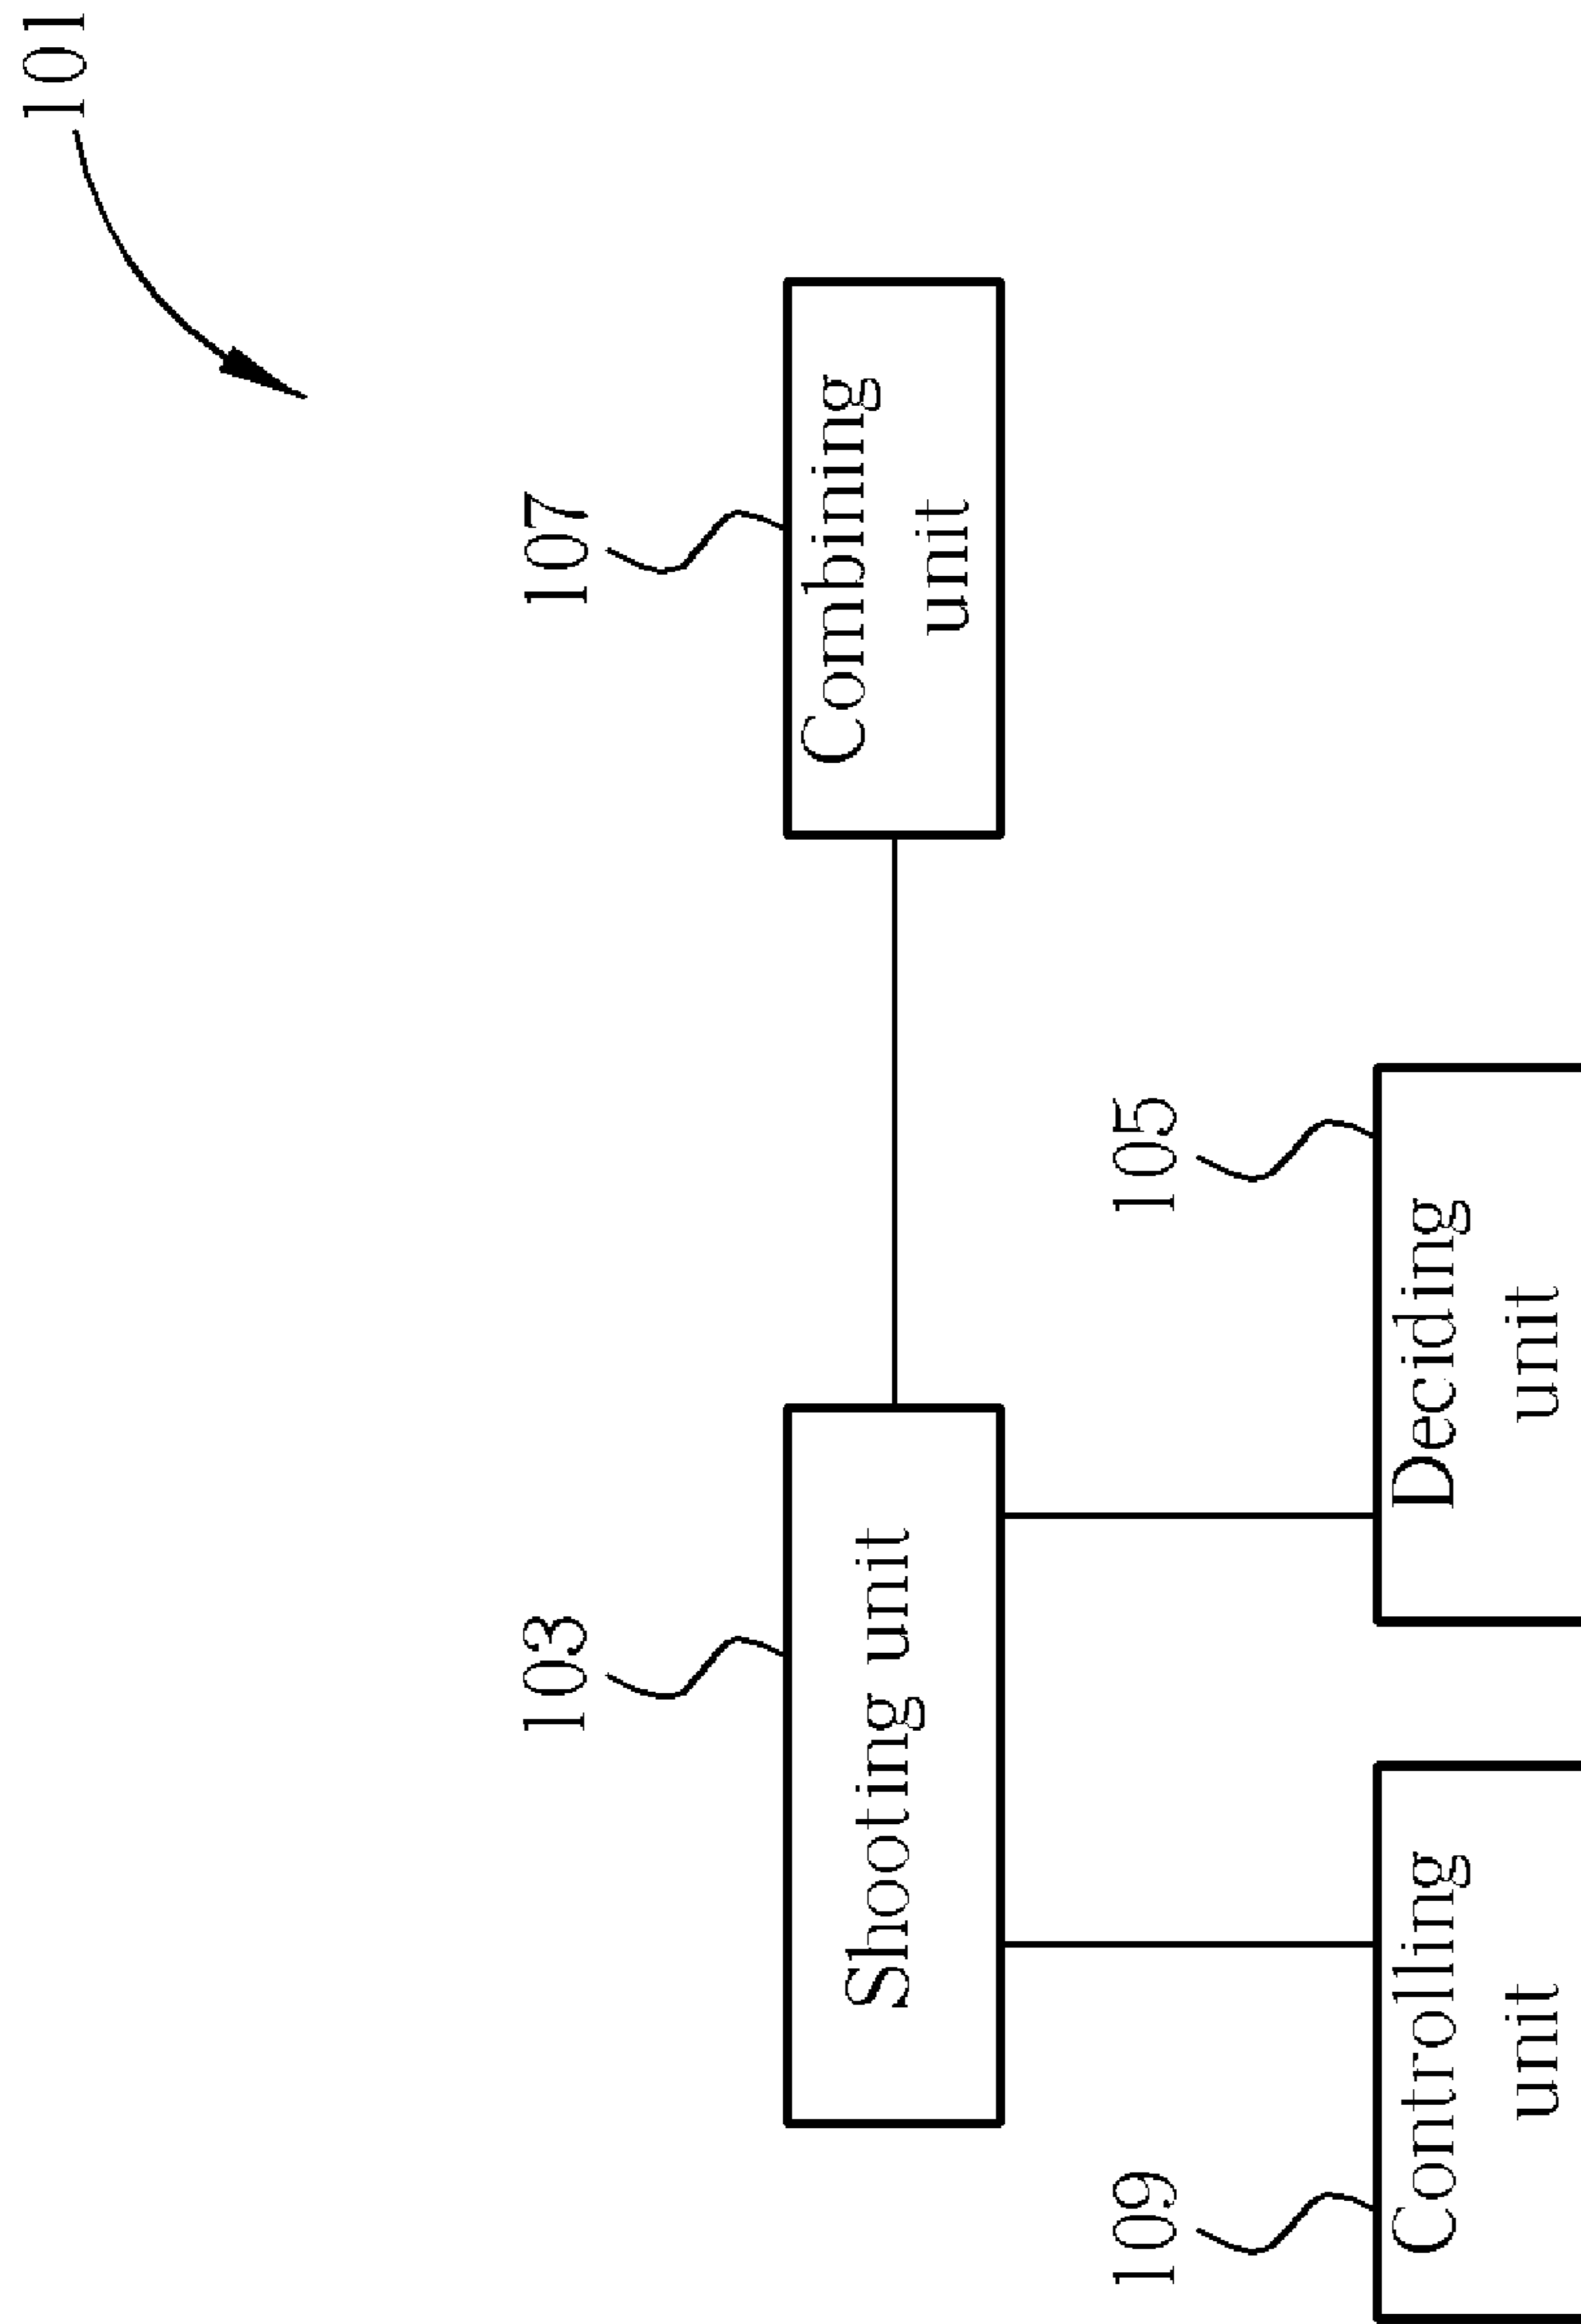 101
103
107
Shooting unit
Combining
unit
109
105
Controlling
unit
Deciding
unit